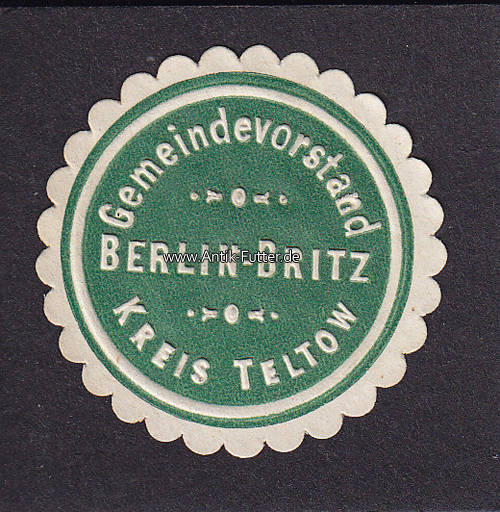 Gemeindevorstand
BERLIN-BRITZ
www.Antik-Futter.de
KREIS TELTOW